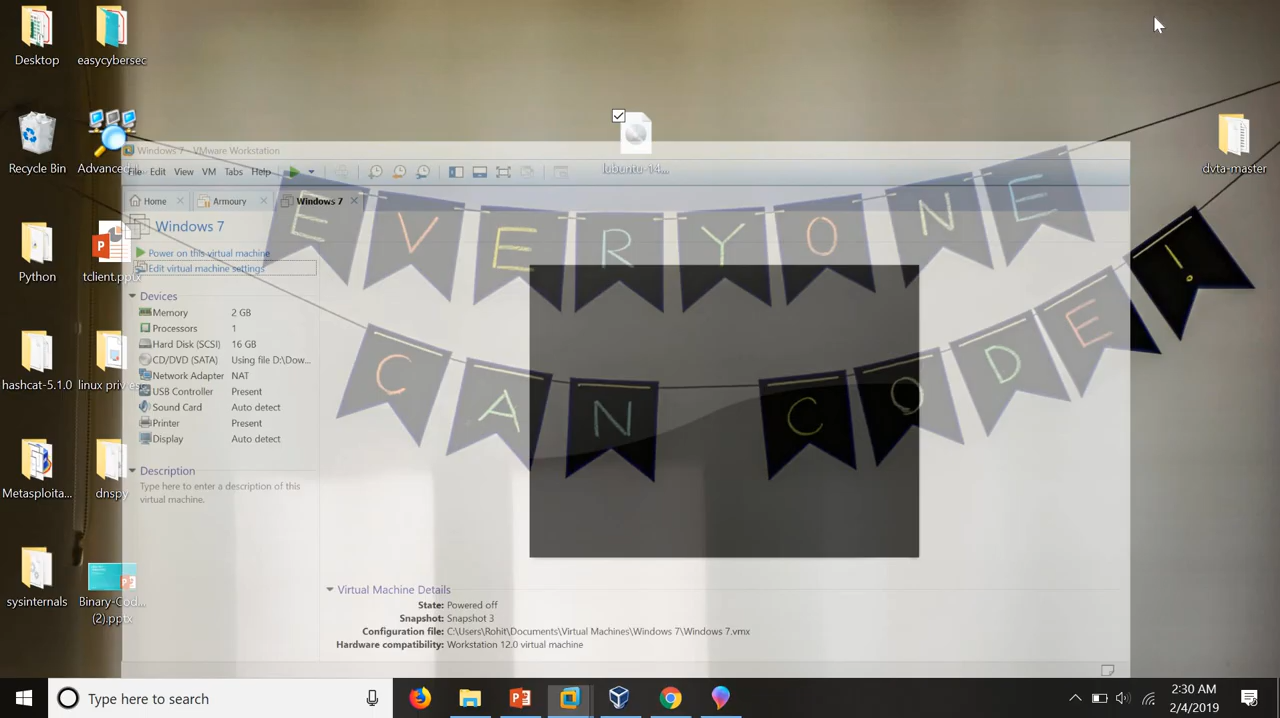 Desktop
easycybersec
Recycle Bin
Advanced
lubuntu-14...
dvta-master
Windows 7 - VMware Workstation
File Edit View VM Tabs Help
Home
Armoury
Windows 7
Windows 7
Power on this virtual machine
Edit virtual machine settings
Devices
Memory 2 GB
Processors 1
Hard Disk (SCSI) 16 GB
CD/DVD (SATA) Using file D:\Dow...
Network Adapter NAT
USB Controller Present
Sound Card Auto detect
Printer Present
Display Auto detect
Description
Type here to enter a description of this
virtual machine.
Virtual Machine Details
State: Powered off
Snapshot: Snapshot 3
Configuration file: C:\Users\Rohit\Documents\Virtual Machines\Windows 7\Windows 7.vmx
Hardware compatibility: Workstation 12.0 virtual machine
EVERYONE
CAN CODE!
Python
tclient.pptx
hashcat-5.1.0
linux prives
Metasploita...
dnspy
sysinternals
Binary-Cod...
(2).pptx
Type here to search
2:30 AM
2/4/2019